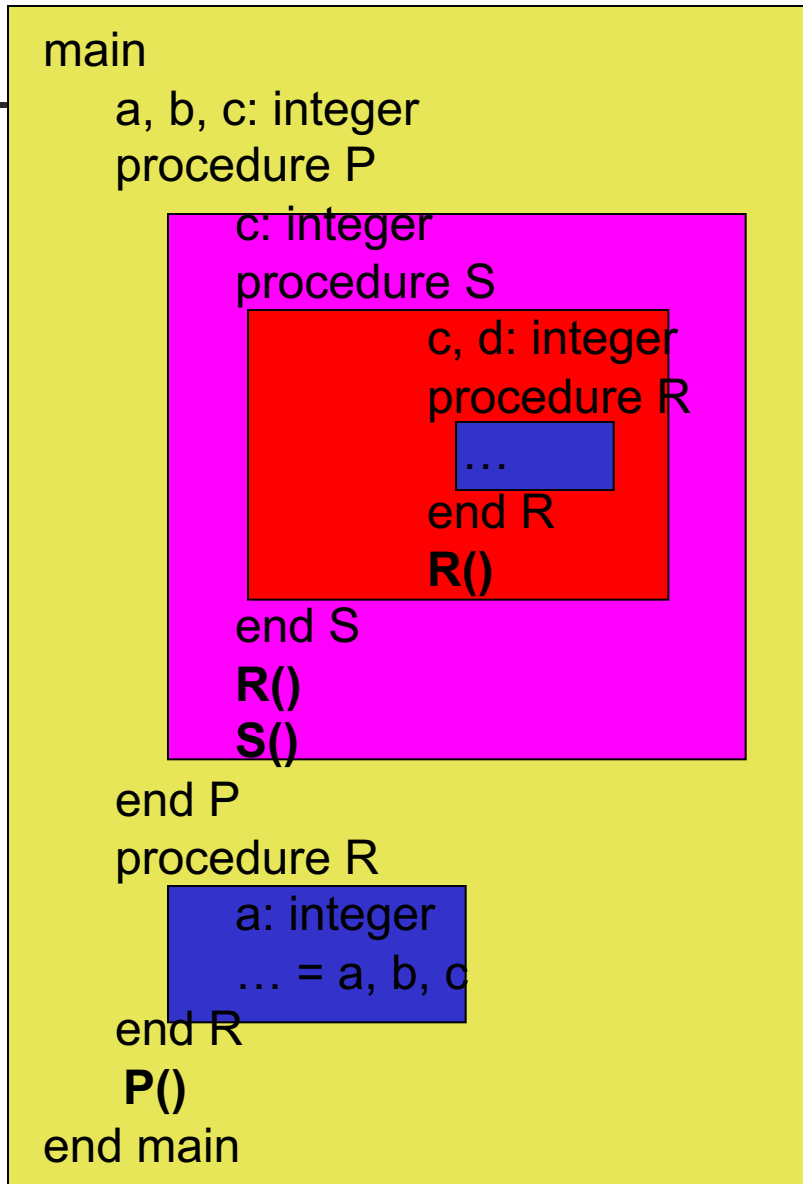 main
a, b, c: integer
procedure P
c: integer
procedure S
c, d: integer
procedure R
…
end R
R()
end S
R()
S()
end P
procedure R
a: integer
… = a, b, c
end R
P()
end main